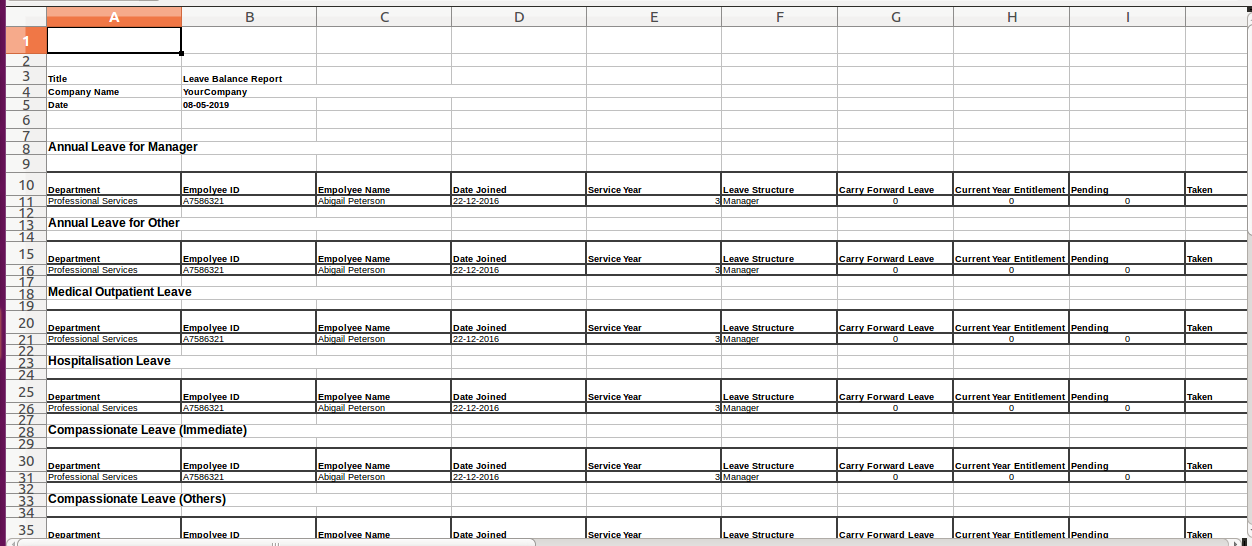 A B C D E F G H I
1
2
3 Title Leave Balance Report
4 Company Name YourCompany
5 Date 08-05-2019
6
7
8 Annual Leave for Manager
9
10 Department Empolyee ID Empolyee Name Date Joined Service Year Leave Structure Carry Forward Leave Current Year Entitlement Pending Taken
11 Professional Services A7586321 Abigail Peterson 22-12-2016 3 Manager 0 0 0
12
13 Annual Leave for Other
14
15 Department Empolyee ID Empolyee Name Date Joined Service Year Leave Structure Carry Forward Leave Current Year Entitlement Pending Taken
16 Professional Services A7586321 Abigail Peterson 22-12-2016 3 Manager 0 0 0
17
18 Medical Outpatient Leave
19
20 Department Empolyee ID Empolyee Name Date Joined Service Year Leave Structure Carry Forward Leave Current Year Entitlement Pending Taken
21 Professional Services A7586321 Abigail Peterson 22-12-2016 3 Manager 0 0 0
22
23 Hospitalisation Leave
24
25 Department Empolyee ID Empolyee Name Date Joined Service Year Leave Structure Carry Forward Leave Current Year Entitlement Pending Taken
26 Professional Services A7586321 Abigail Peterson 22-12-2016 3 Manager 0 0 0
27
28 Compassionate Leave (Immediate)
29
30 Department Empolyee ID Empolyee Name Date Joined Service Year Leave Structure Carry Forward Leave Current Year Entitlement Pending Taken
31 Professional Services A7586321 Abigail Peterson 22-12-2016 3 Manager 0 0 0
32
33 Compassionate Leave (Others)
34
35 Department Empolyee ID Empolyee Name Date Joined Service Year Leave Structure Carry Forward Leave Current Year Entitlement Pending Taken